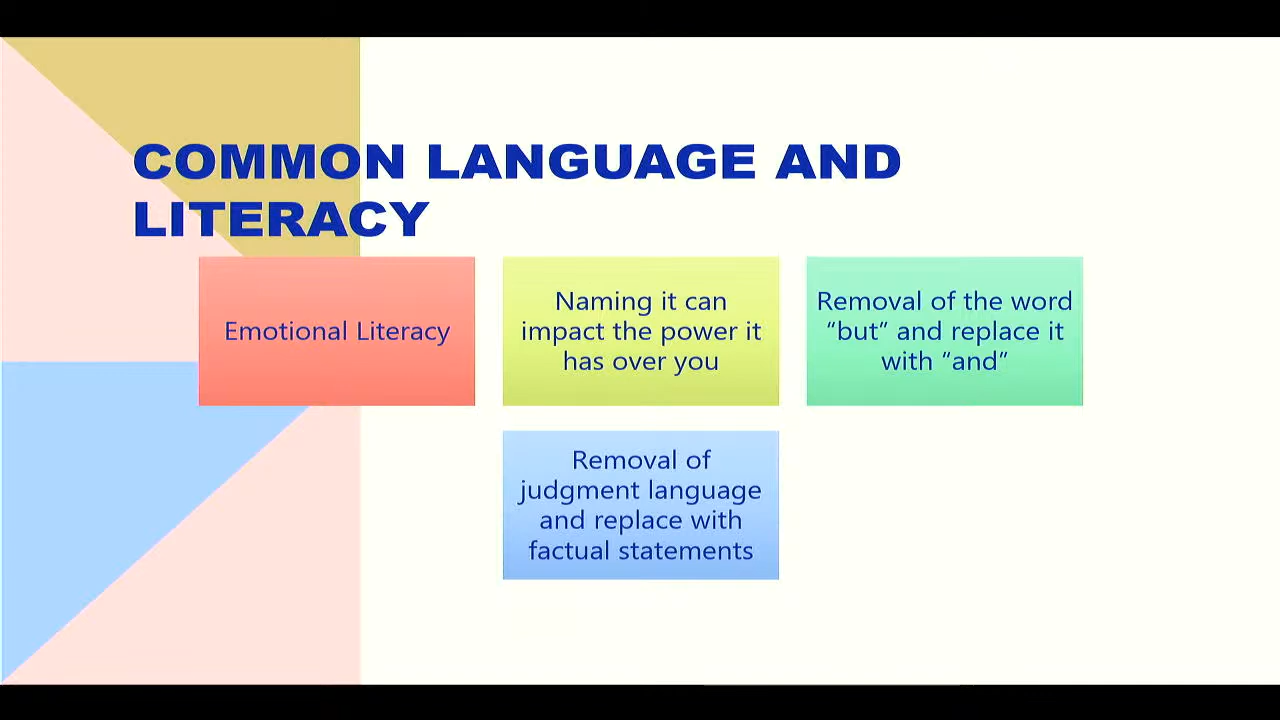 COMMON LANGUAGE AND
LITERACY
Emotional Literacy
Naming it can
impact the power it
has over you
Removal of the word
“but” and replace it
with “and”
Removal of
judgment language
and replace with
factual statements